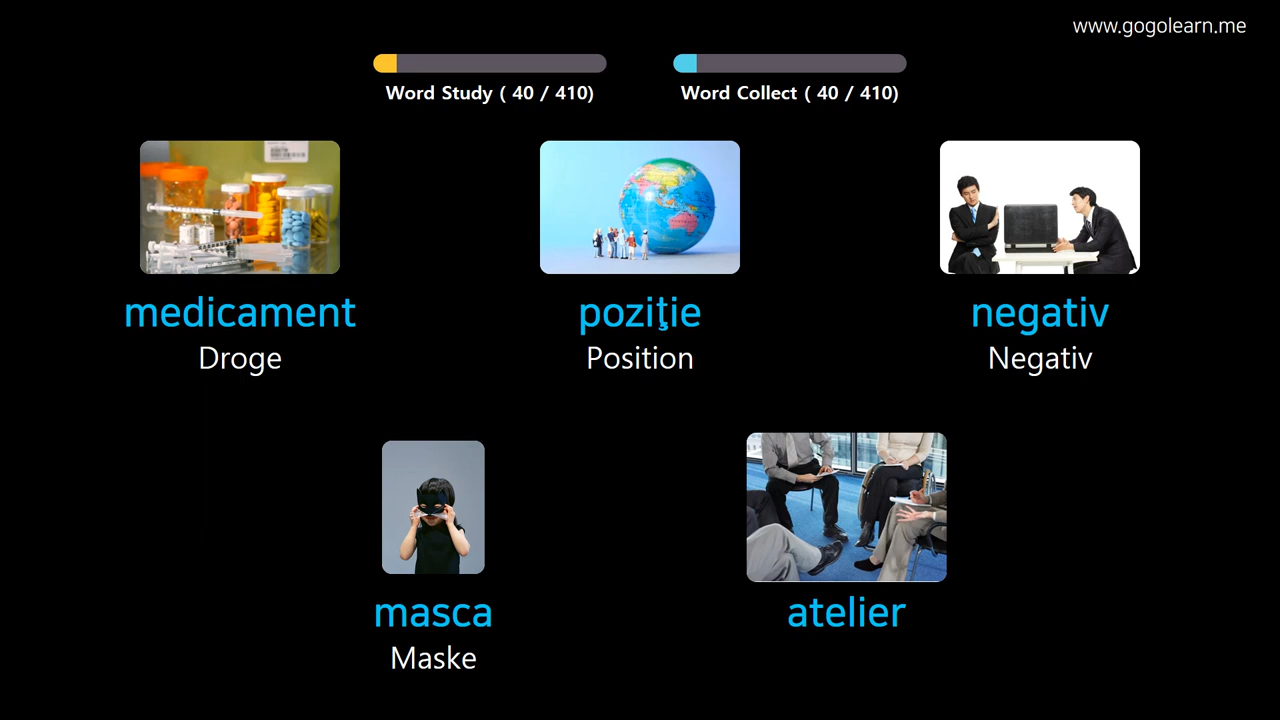 www.gogolearn.me
Word Study ( 40 / 410)
Word Collect ( 40 / 410)
medicament
Droge
poziţie
Position
negativ
Negativ
masca
Maske
atelier